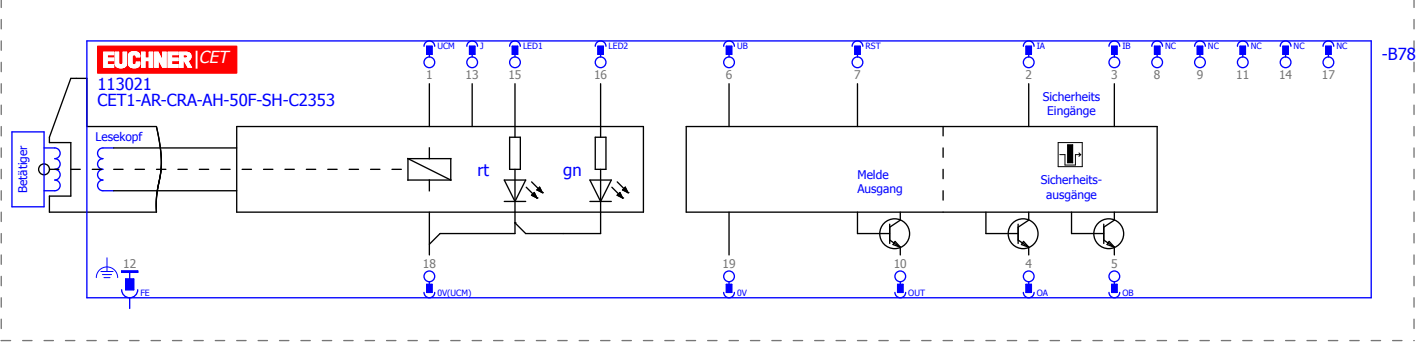 UCM
J
LED1
LED2
UB
RST
IA
IB
NC
NC
NC
NC
NC
-B78
EUCHNER CET
1
13
15
16
6
7
2
3
8
9
11
14
17
113021
CET1-AR-CRA-AH-50F-SH-C2353
Sicherheits
Eingänge
Lesekopf
Betätiger
rt
gn
Melde
Ausgang
Sicherheits-
ausgänge
12
18
19
10
4
5
FE
0V(UCM)
0V
OUT
OA
OB